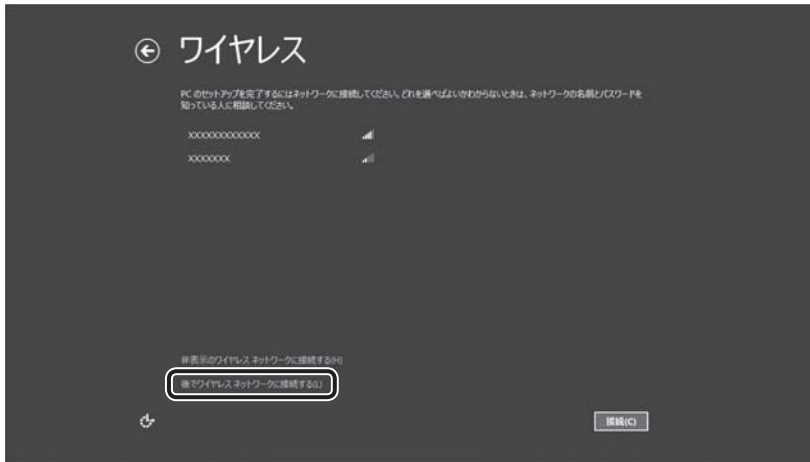 ワイヤレス
PC のセットアップを完了するにはネットワークに接続してください。どれを選べばよいかわからないときは、ネットワークの名前とパスワードを
知っている人に相談してください。
XXXXXXXXXXXX
XXXXXXX
非表示のワイヤレス ネットワークに接続する(H)
後でワイヤレス ネットワークに接続する(L)
接続(C)